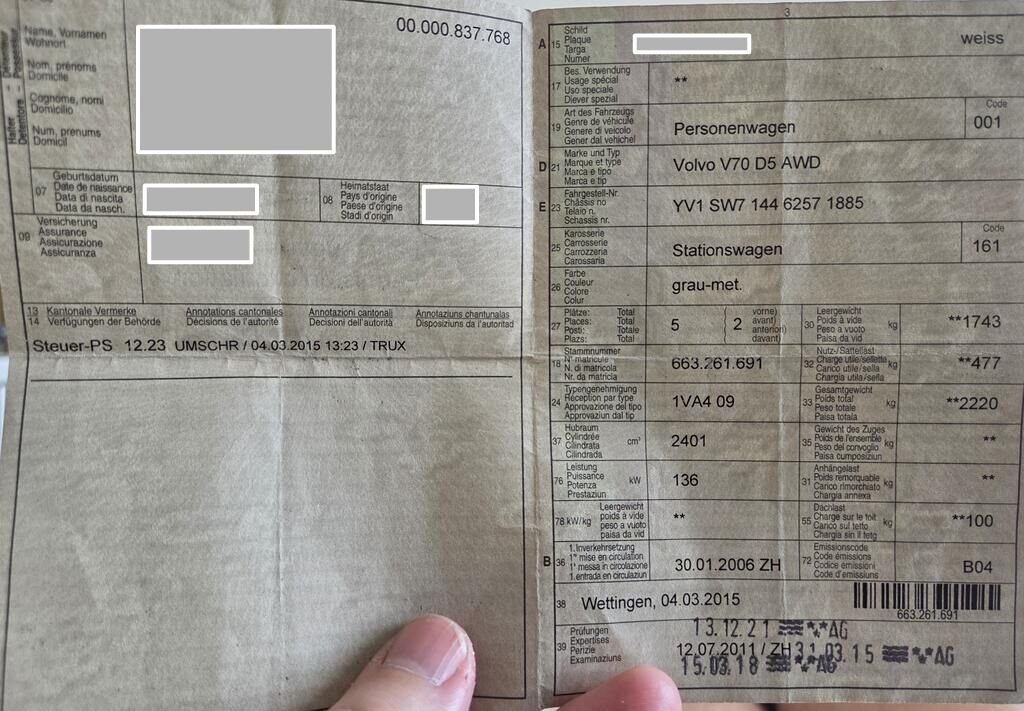 Halter - Détenteur
Detentore - Possessur
Name, Vornamen
Wohnort
Nom, prénoms
Domicile
Cognome, nomi
Domicilio
Num, prenums
Domicil
00.000.837.768
07
Geburtsdatum
Date de naissance
Data di nascita
Data da nasch.
08
Heimatstaat
Pays d'origine
Paese d'origine
Stadi d'origin
09
Versicherung
Assurance
Assicurazione
Assicuranza
13 Kantonale Vermerke Annotations cantonales Annotazioni cantonali Annotaziuns chantunalas
14 Verfügungen der Behörde Décisions de l'autorité Decisioni dell'autorità Disposiziuns da l'autoritad
Steuer-PS 12.23 UMSCHR / 04.03.2015 13:23 / TRUX
3
A 15
Schild
Plaque
Targa
Numer
weiss
17
Bes. Verwendung
Usage spécial
Uso speciale
Diever spezial
**
19
Art des Fahrzeugs
Genre de véhicule
Genere di veicolo
Gener dal vehichel
Personenwagen
Code
001
D 21
Marke und Typ
Marque et type
Marca e tipo
Marca e tip
Volvo V70 D5 AWD
E 23
Fahrgestell-Nr.
Châssis no
Telaio n.
Schassis nr.
YV1 SW7 144 6257 1885
25
Karosserie
Carrosserie
Carrozzeria
Carossaria
Stationswagen
Code
161
26
Farbe
Couleur
Colore
Colur
grau-met.
27
Plätze: Total
Places: Total
Posti: Totale
Plazs: Total
5
2
vorne)
avant)
anteriori)
davant)
30
Leergewicht
Poids à vide
Peso a vuoto
Paisa da vid
kg
**1743
18
Stammnummer
N° matricule
N. di matricola
Nr. da matricla
663.261.691
32
Nutz-/Sattellast
Charge utile/sellette
Carico utile/sella
Chargia utila/sella
kg
**477
24
Typengenehmigung
Réception par type
Approvazione del tipo
Approvaziun dal tip
1VA4 09
33
Gesamtgewicht
Poids total
Peso totale
Paisa totala
kg
**2220
37
Hubraum
Cylindrée
Cilindrata
Cilindrada
cm³
2401
35
Gewicht des Zuges
Poids de l'ensemble
Peso del convoglio
Paisa cumposiziun
kg
**
76
Leistung
Puissance
Potenza
Prestaziun
kW
136
31
Anhängelast
Poids remorquable
Carico rimorchiato
Chargia annexa
kg
**
78 kW/kg
Leergewicht
poids à vide
peso a vuoto
paisa da vid
**
55
Dachlast
Charge sur le toit
Carico sul tetto
Chargia sin il tetg
kg
**100
B 36
1.Inverkehrsetzung
1re mise en circulation
1a messa in circolazione
1.entrada en circulaziun
30.01.2006 ZH
72
Emissionscode
Code émissions
Codice emissioni
Code d'emissiuns
B04
38 Wettingen, 04.03.2015
663.261.691
39
Prüfungen
Expertises
Perizie
Examinaziuns
13.12.21 AG
12.07.2011 / ZH 31.03.15 AG
15.03.18 AG